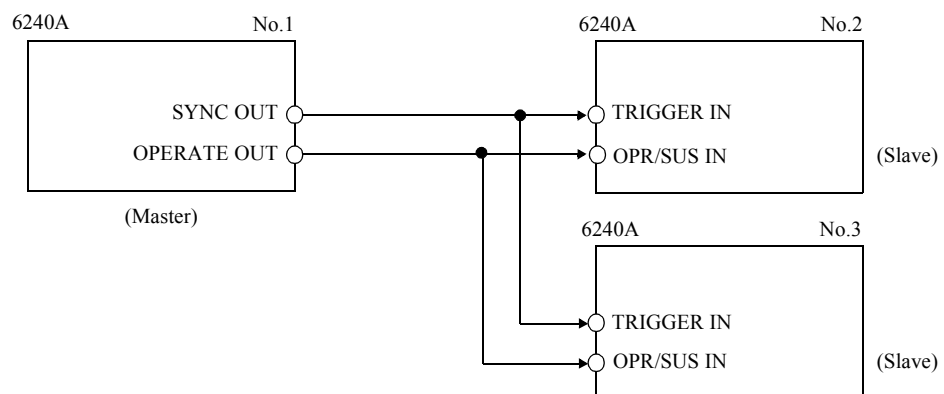 6240A No.1
SYNC OUT
OPERATE OUT
(Master)
6240A No.2
TRIGGER IN
OPR/SUS IN
(Slave)
6240A No.3
TRIGGER IN
OPR/SUS IN
(Slave)